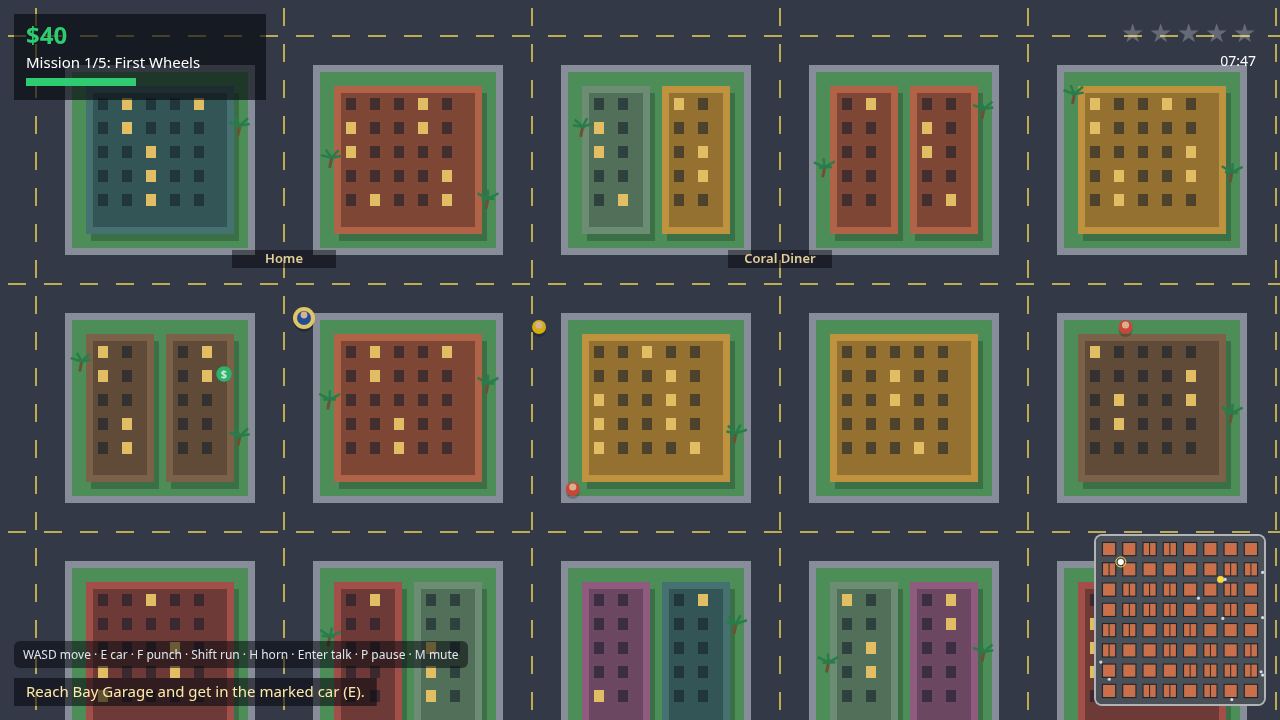 $40
Mission 1/5: First Wheels
07:47
Home
Coral Diner
$
WASD move · E car · F punch · Shift run · H horn · Enter talk · P pause · M mute
Reach Bay Garage and get in the marked car (E).